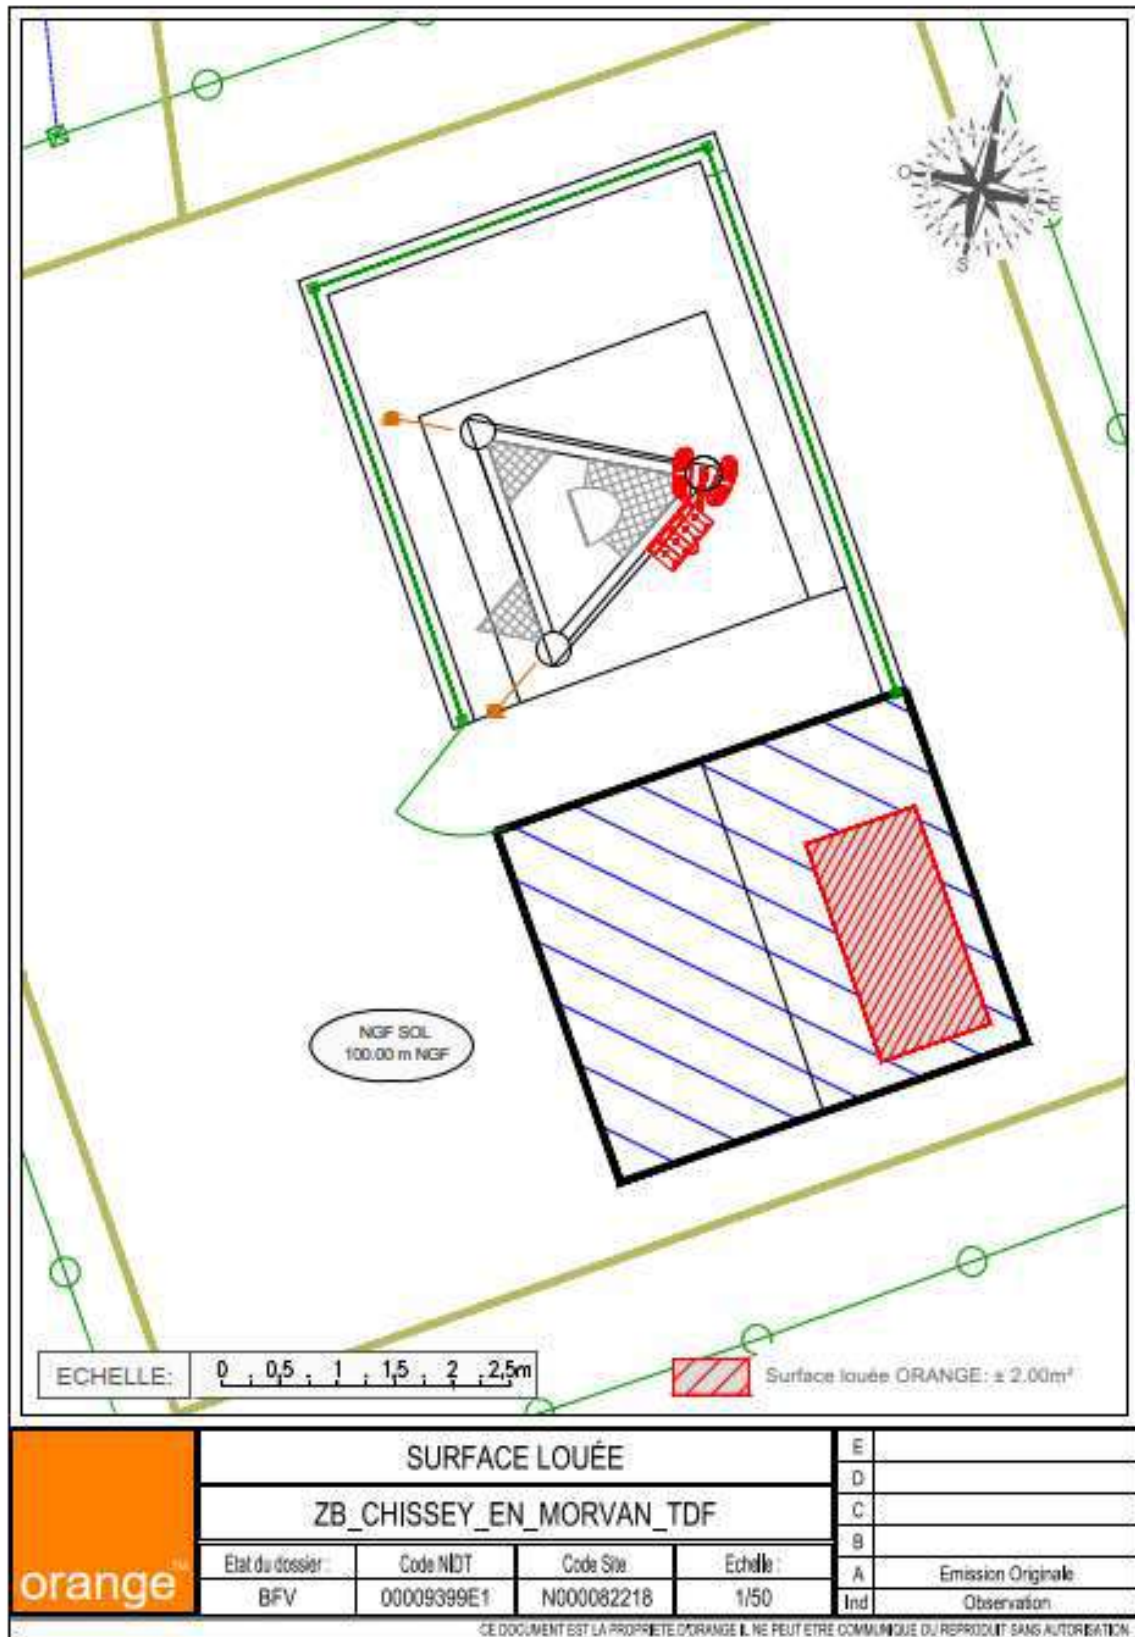 N
O
E
S
NGF SOL
100.00 m NGF
ECHELLE:
0 0,5 1 1,5 2 2,5m
Surface louée ORANGE: ± 2.00m²
orange™
SURFACE LOUÉE
ZB_CHISSEY_EN_MORVAN_TDF
Etat du dossier : Code NIDT Code Site Echelle :
BFV 00009399E1 N000082218 1/50
E
D
C
B
A Emission Originale
Ind Observation
CE DOCUMENT EST LA PROPRIETE D'ORANGE IL NE PEUT ETRE COMMUNIQUE OU REPRODUIT SANS AUTORISATION